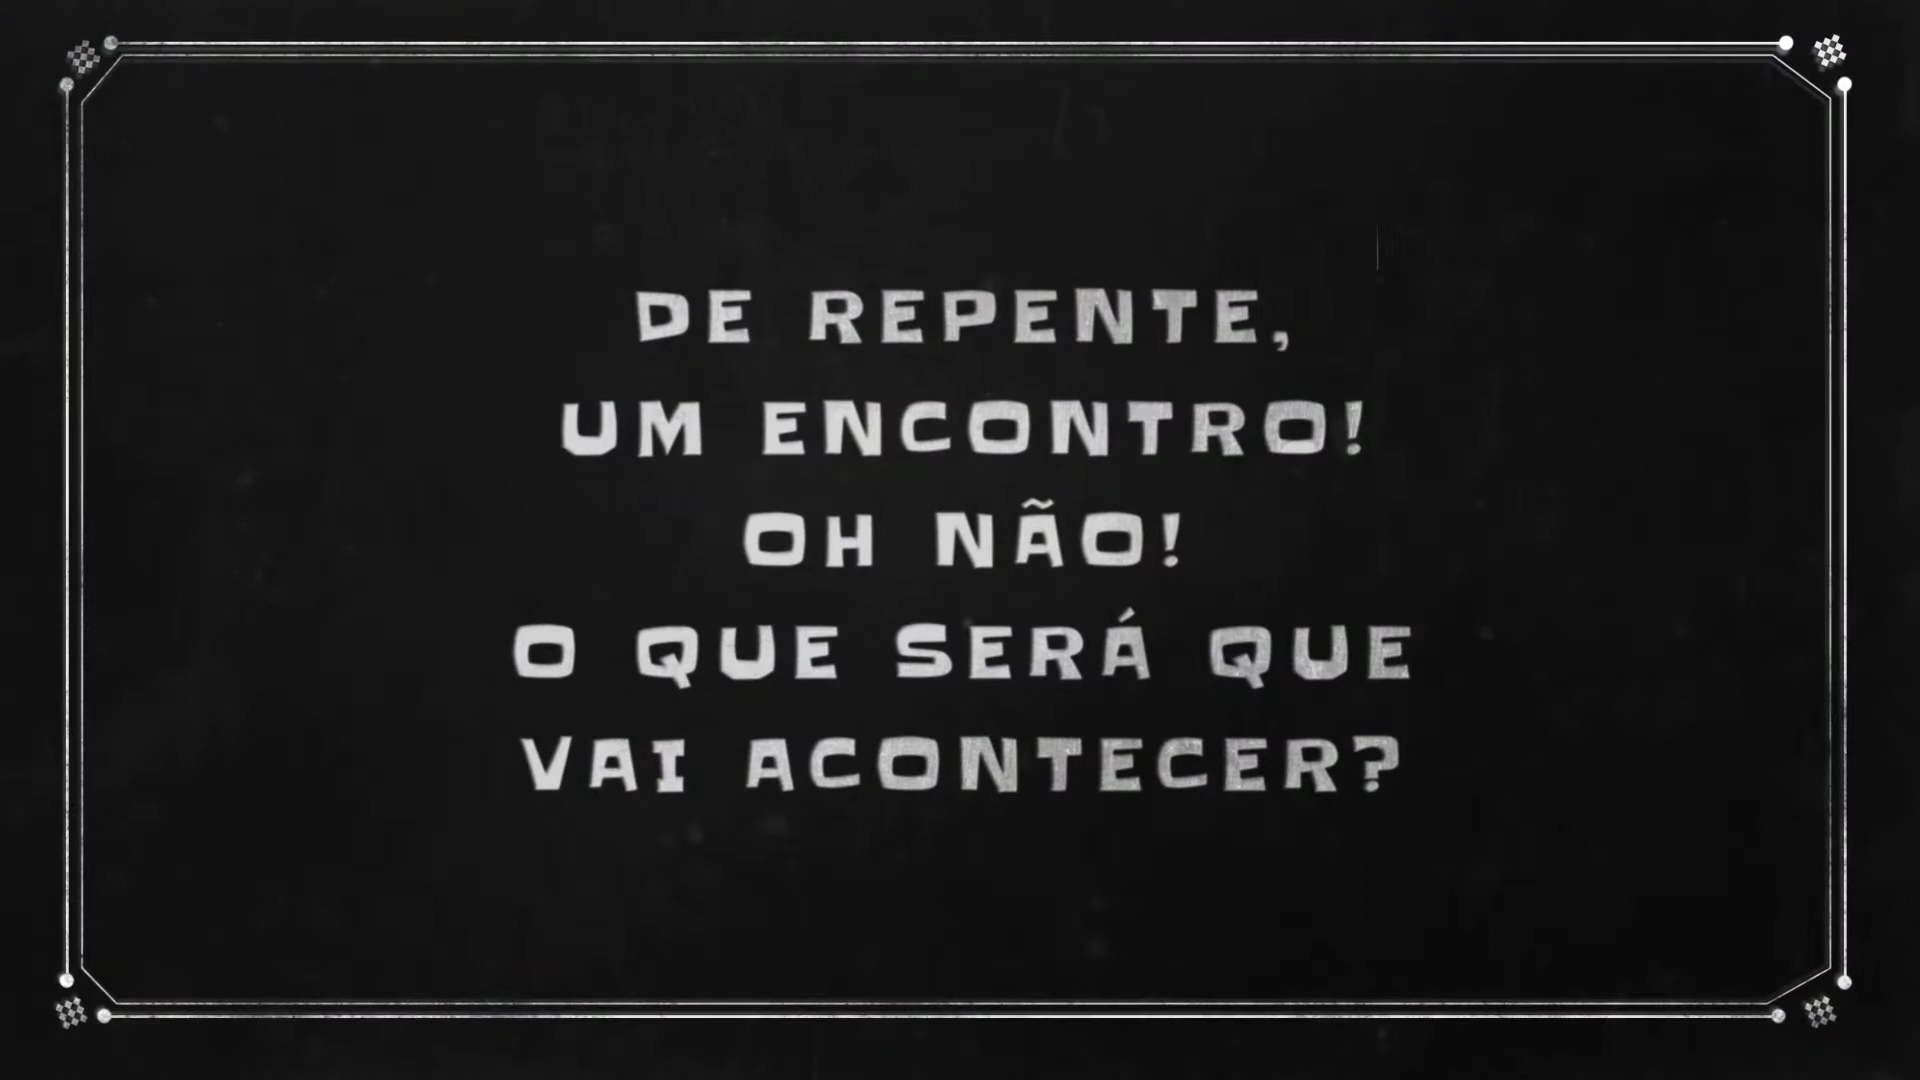 DE REPENTE,
UM ENCONTRO!
OH NÃO!
O QUE SERÁ QUE
VAI ACONTECER?